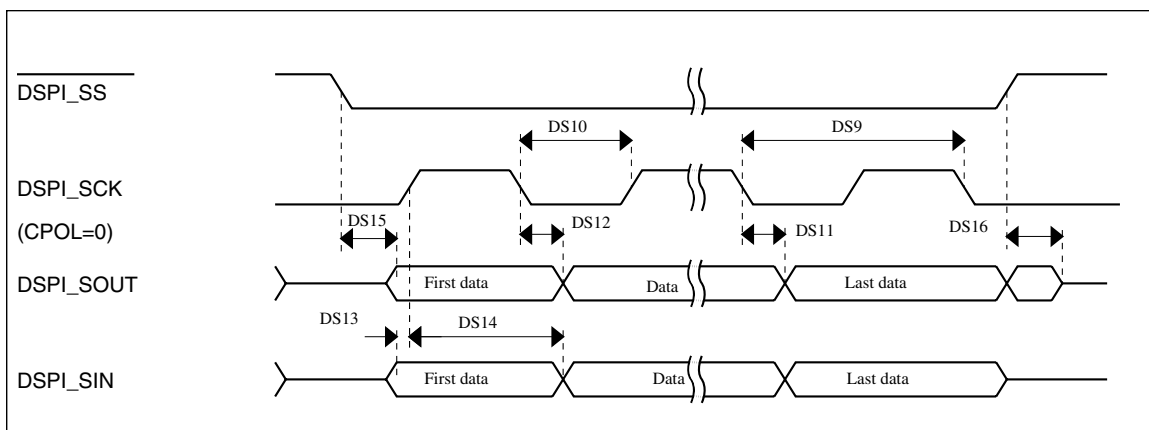 DSPI_SS
DS10
DS9
DSPI_SCK
DS15
DS12
DS11
DS16
(CPOL=0)
DSPI_SOUT
First data
Data
Last data
DS13
DS14
DSPI_SIN
First data
Data
Last data